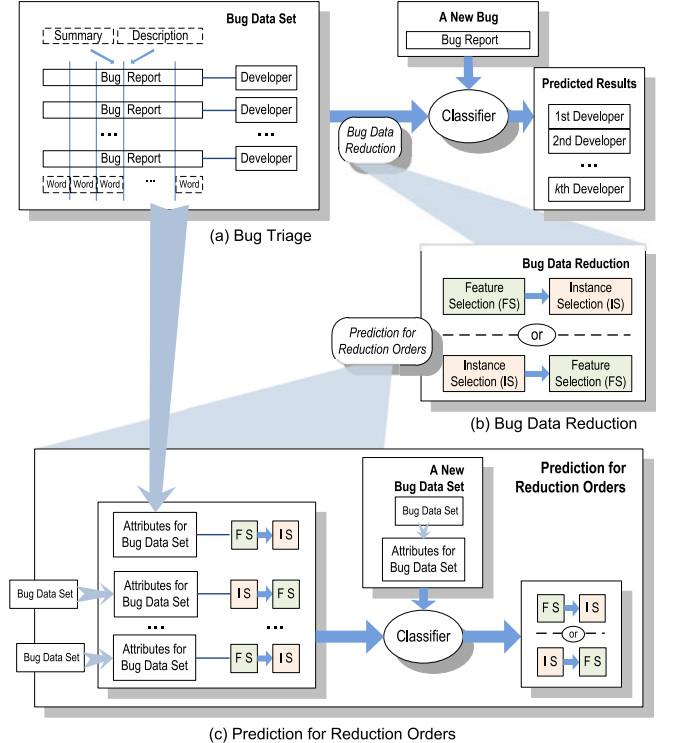 Bug Data Set
Summary
Description
Bug Report
Developer
Bug Report
Developer
...
...
Bug Report
Developer
Word
Word
Word
...
Word
(a) Bug Triage
A New Bug
Bug Report
Classifier
Bug Data
Reduction
Predicted Results
1st Developer
2nd Developer
...
kth Developer
Bug Data Reduction
Feature
Selection (FS)
Instance
Selection (IS)
or
Instance
Selection (IS)
Feature
Selection (FS)
Prediction for
Reduction Orders
(b) Bug Data Reduction
Prediction for
Reduction Orders
A New
Bug Data Set
Bug Data Set
Attributes for
Bug Data Set
Attributes for
Bug Data Set
F S
I S
Bug Data Set
Attributes for
Bug Data Set
I S
F S
...
...
Bug Data Set
Attributes for
Bug Data Set
F S
I S
Classifier
F S
I S
or
I S
F S
(c) Prediction for Reduction Orders